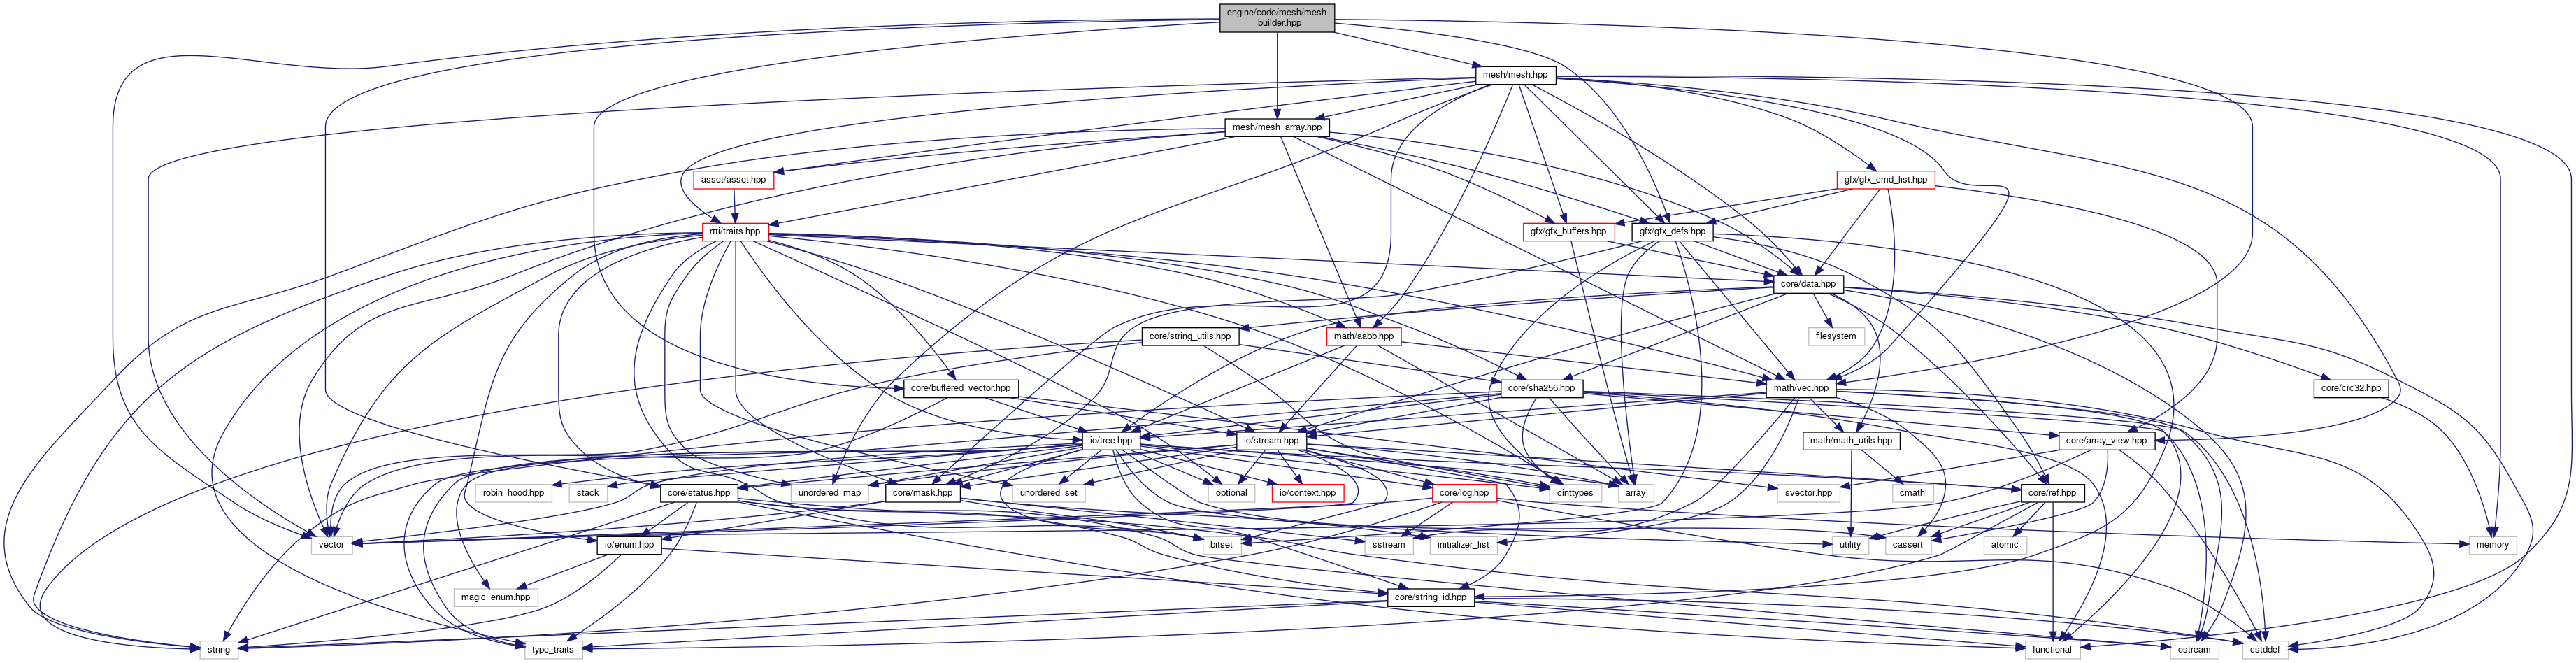 engine/code/mesh/mesh
_builder.hpp
mesh/mesh.hpp
mesh/mesh_array.hpp
asset/asset.hpp
gfx/gfx_cmd_list.hpp
rtti/traits.hpp
gfx/gfx_buffers.hpp
gfx/gfx_defs.hpp
core/data.hpp
core/string_utils.hpp
math/aabb.hpp
filesystem
core/buffered_vector.hpp
core/sha256.hpp
math/vec.hpp
core/crc32.hpp
io/tree.hpp
io/stream.hpp
math/math_utils.hpp
core/array_view.hpp
robin_hood.hpp
stack
core/status.hpp
unordered_map
core/mask.hpp
unordered_set
optional
io/context.hpp
core/log.hpp
cinttypes
array
svector.hpp
cmath
core/ref.hpp
vector
io/enum.hpp
bitset
sstream
initializer_list
utility
cassert
atomic
memory
magic_enum.hpp
core/string_id.hpp
string
type_traits
functional
ostream
cstddef